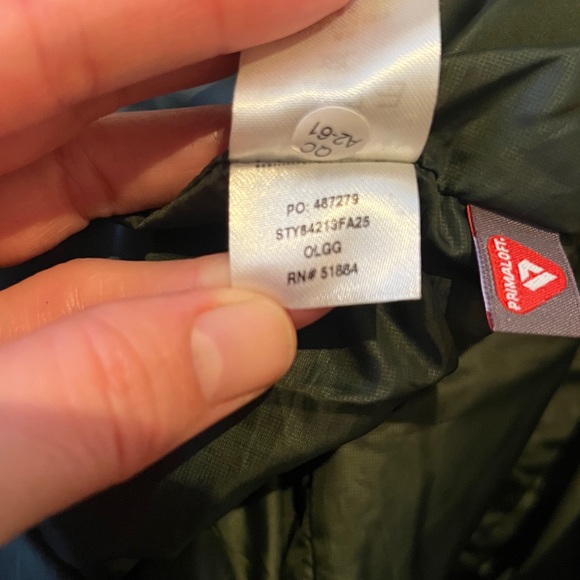 QC
A2-61
PO: 487279
STY84213FA25
OLGG
RN# 51884
PRIMALOFT